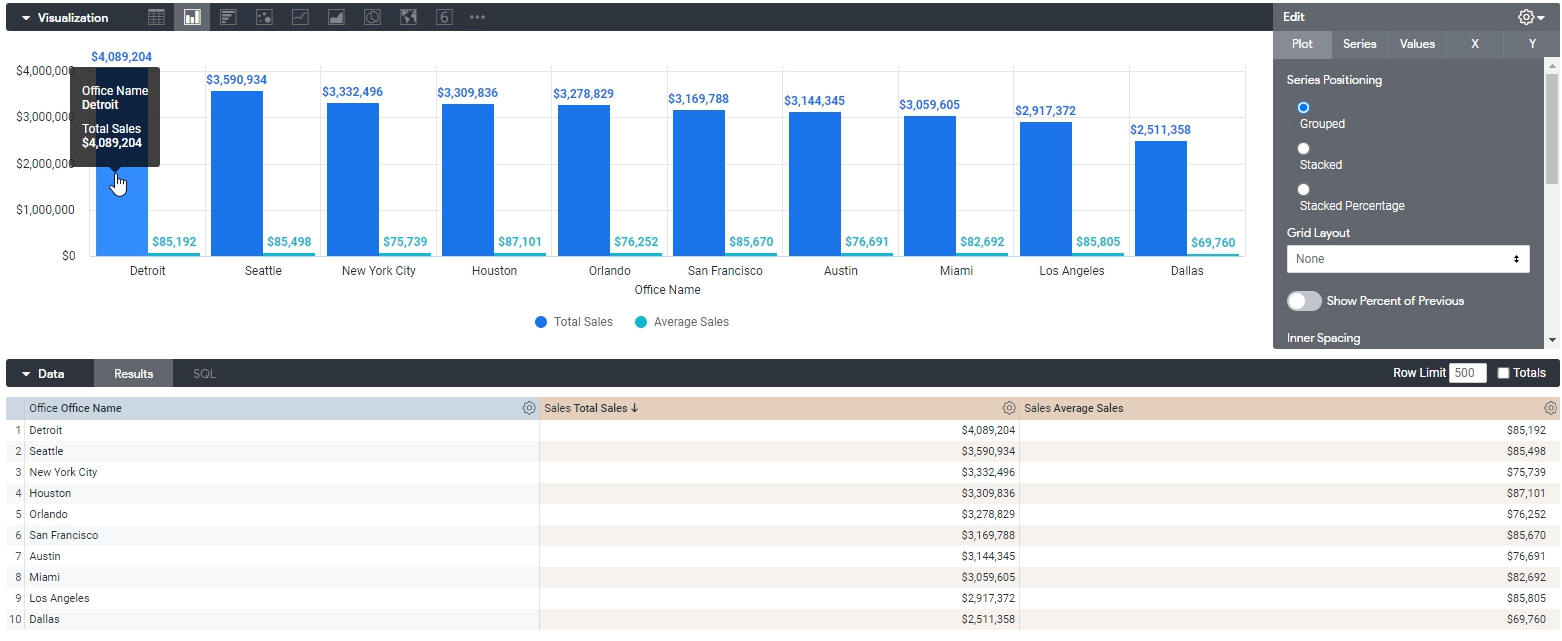 Visualization
6
Edit
Plot Series Values X Y
$4,089,204
$3,590,934
$3,332,496
$3,309,836
$3,278,829
$3,169,788
$3,144,345
$3,059,605
$2,917,372
$2,511,358
$4,000,000
$3,000,000
$2,000,000
$1,000,000
$0
Office Name
Detroit
Total Sales
$4,089,204
$85,192
$85,498
$75,739
$87,101
$76,252
$85,670
$76,691
$82,692
$85,805
$69,760
Detroit Seattle New York City Houston Orlando San Francisco Austin Miami Los Angeles Dallas
Office Name
Total Sales Average Sales
Series Positioning
Grouped
Stacked
Stacked Percentage
Grid Layout
None
Show Percent of Previous
Inner Spacing
Data Results SQL Row Limit 500 Totals
Office Office Name Sales Total Sales ↓ Sales Average Sales
1 Detroit $4,089,204 $85,192
2 Seattle $3,590,934 $85,498
3 New York City $3,332,496 $75,739
4 Houston $3,309,836 $87,101
5 Orlando $3,278,829 $76,252
6 San Francisco $3,169,788 $85,670
7 Austin $3,144,345 $76,691
8 Miami $3,059,605 $82,692
9 Los Angeles $2,917,372 $85,805
10 Dallas $2,511,358 $69,760